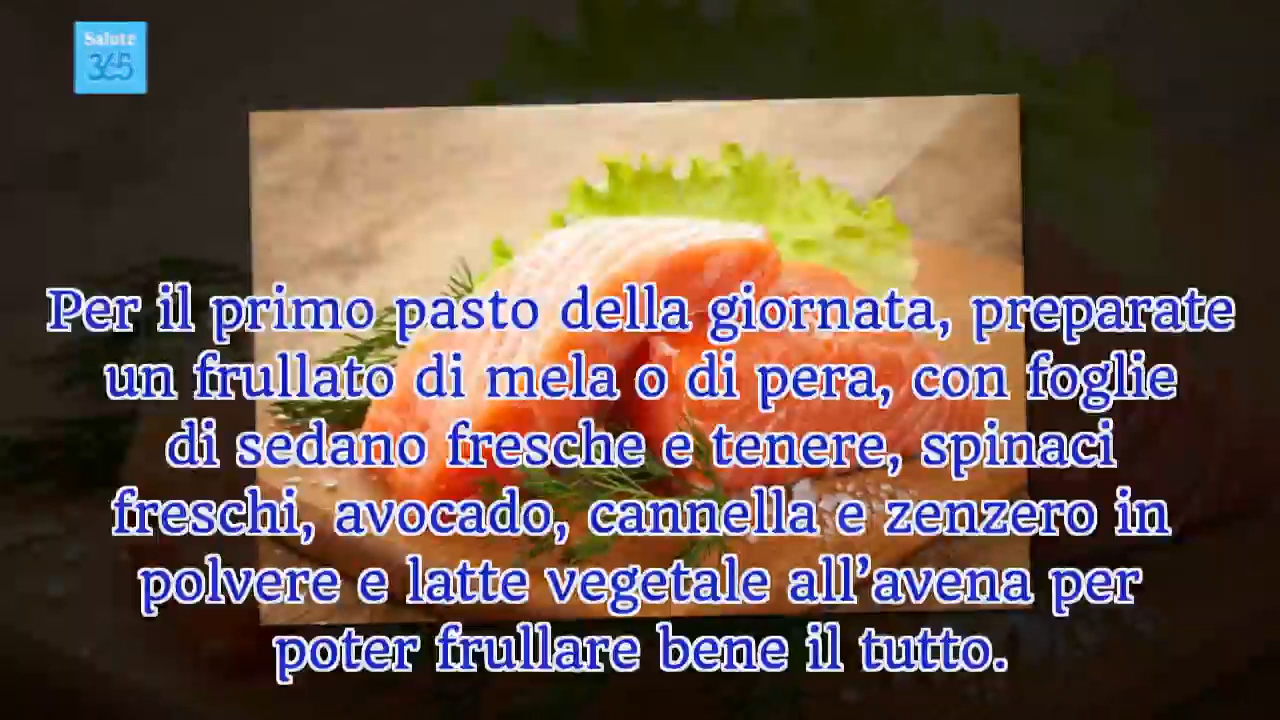 Salute
365
Per il primo pasto della giornata, preparate
un frullato di mela o di pera, con foglie
di sedano fresche e tenere, spinaci
freschi, avocado, cannella e zenzero in
polvere e latte vegetale all’avena per
poter frullare bene il tutto.